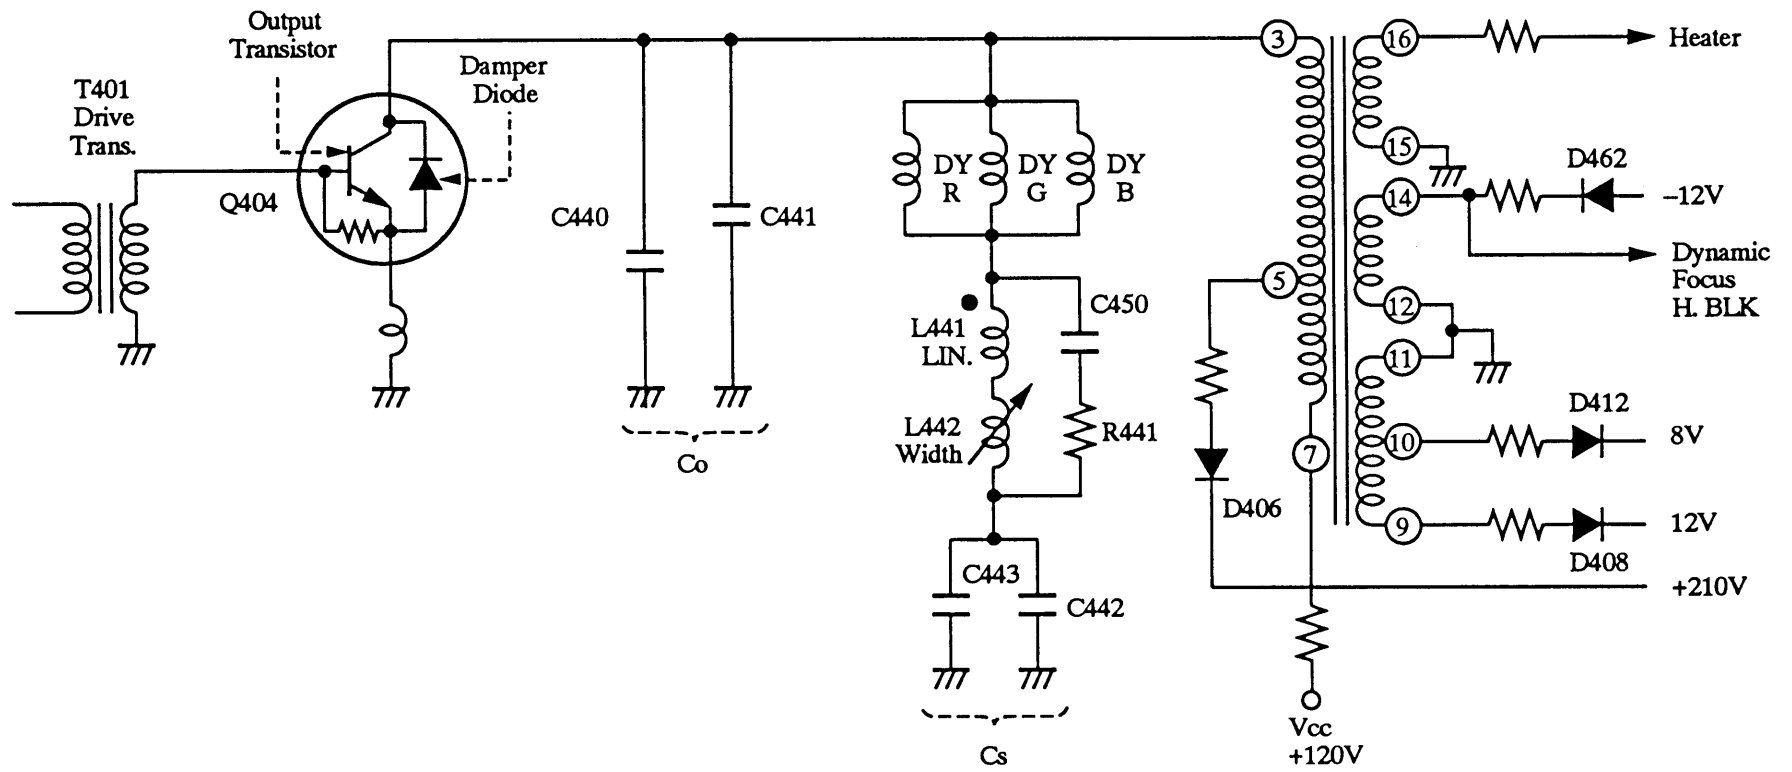 Output
Transistor
Damper
Diode
T401
Drive
Trans.
Q404
C440
C441
Co
DY
R
DY
G
DY
B
L441
LIN.
C450
L442
Width
R441
C443
C442
Cs
3
5
7
D406
Vcc
+120V
16
15
14
12
11
10
9
Heater
D462
–12V
Dynamic
Focus
H. BLK
D412
8V
12V
D408
+210V